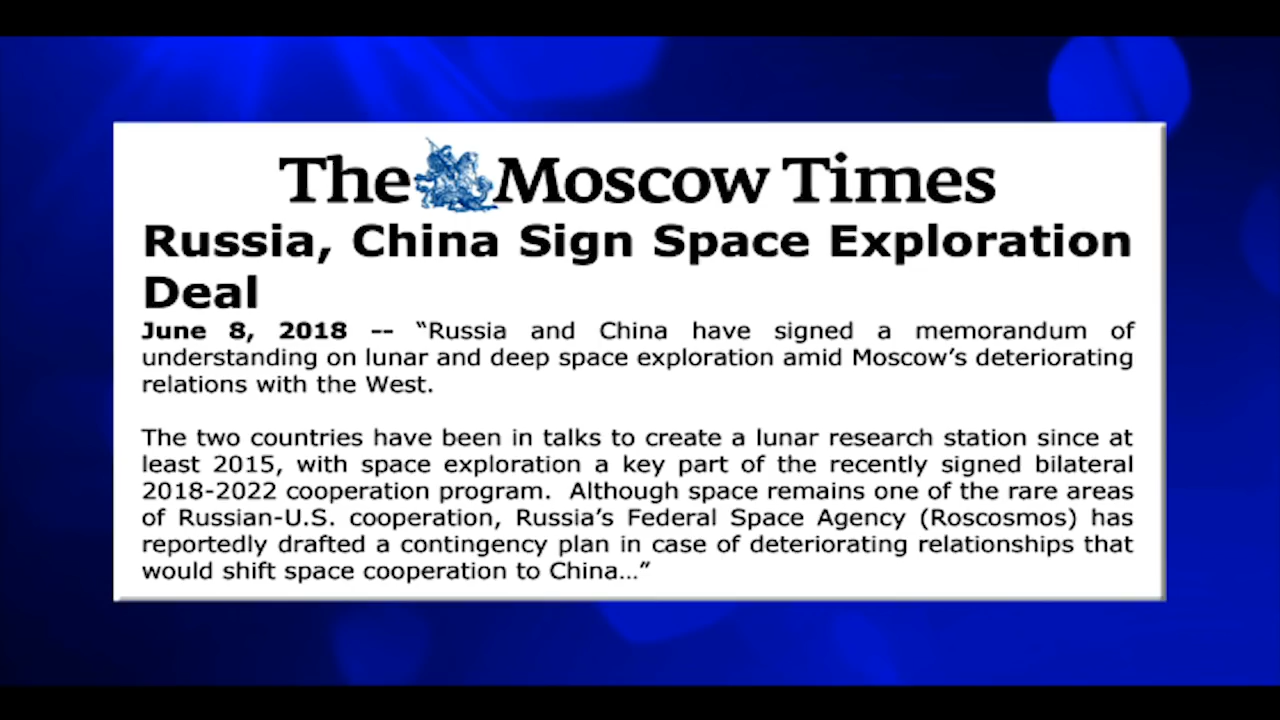 The Moscow Times
Russia, China Sign Space Exploration
Deal
June 8, 2018 -- “Russia and China have signed a memorandum of
understanding on lunar and deep space exploration amid Moscow’s deteriorating
relations with the West.
The two countries have been in talks to create a lunar research station since at
least 2015, with space exploration a key part of the recently signed bilateral
2018-2022 cooperation program.  Although space remains one of the rare areas
of Russian-U.S. cooperation, Russia’s Federal Space Agency (Roscosmos) has
reportedly drafted a contingency plan in case of deteriorating relationships that
would shift space cooperation to China…”